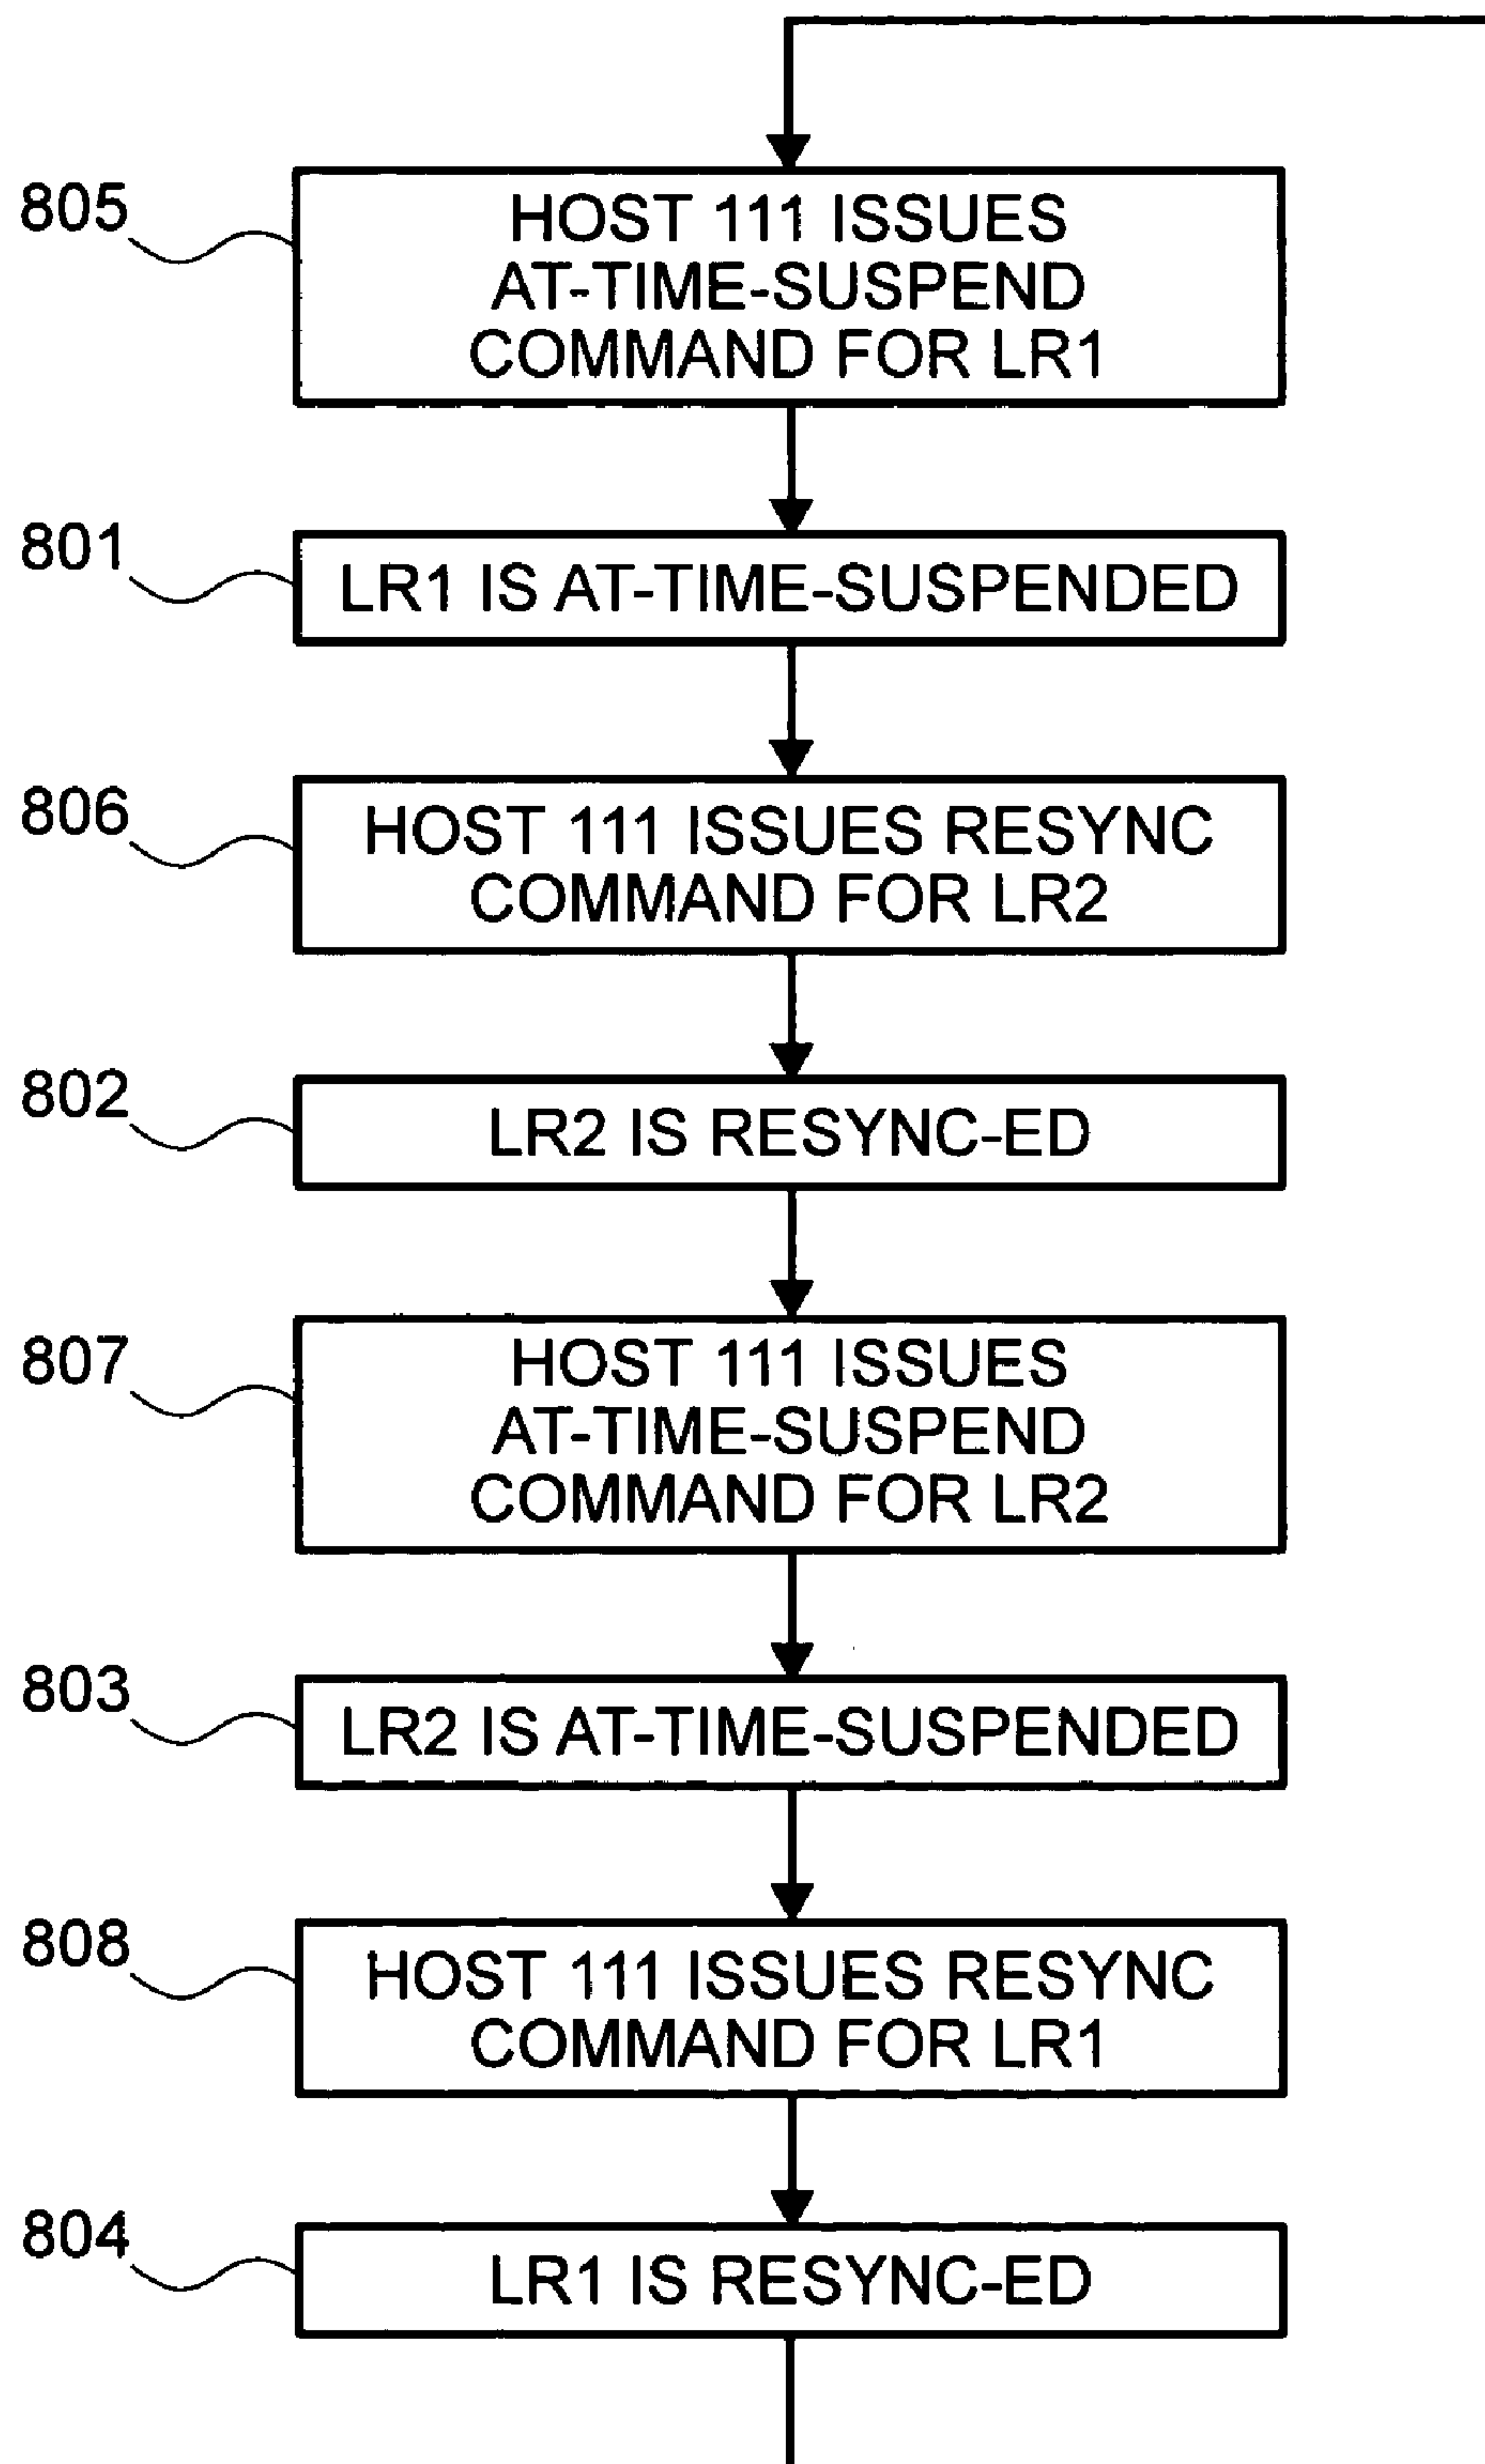 805
HOST 111 ISSUES
AT-TIME-SUSPEND
COMMAND FOR LR1
801
LR1 IS AT-TIME-SUSPENDED
806
HOST 111 ISSUES RESYNC
COMMAND FOR LR2
802
LR2 IS RESYNC-ED
807
HOST 111 ISSUES
AT-TIME-SUSPEND
COMMAND FOR LR2
803
LR2 IS AT-TIME-SUSPENDED
808
HOST 111 ISSUES RESYNC
COMMAND FOR LR1
804
LR1 IS RESYNC-ED